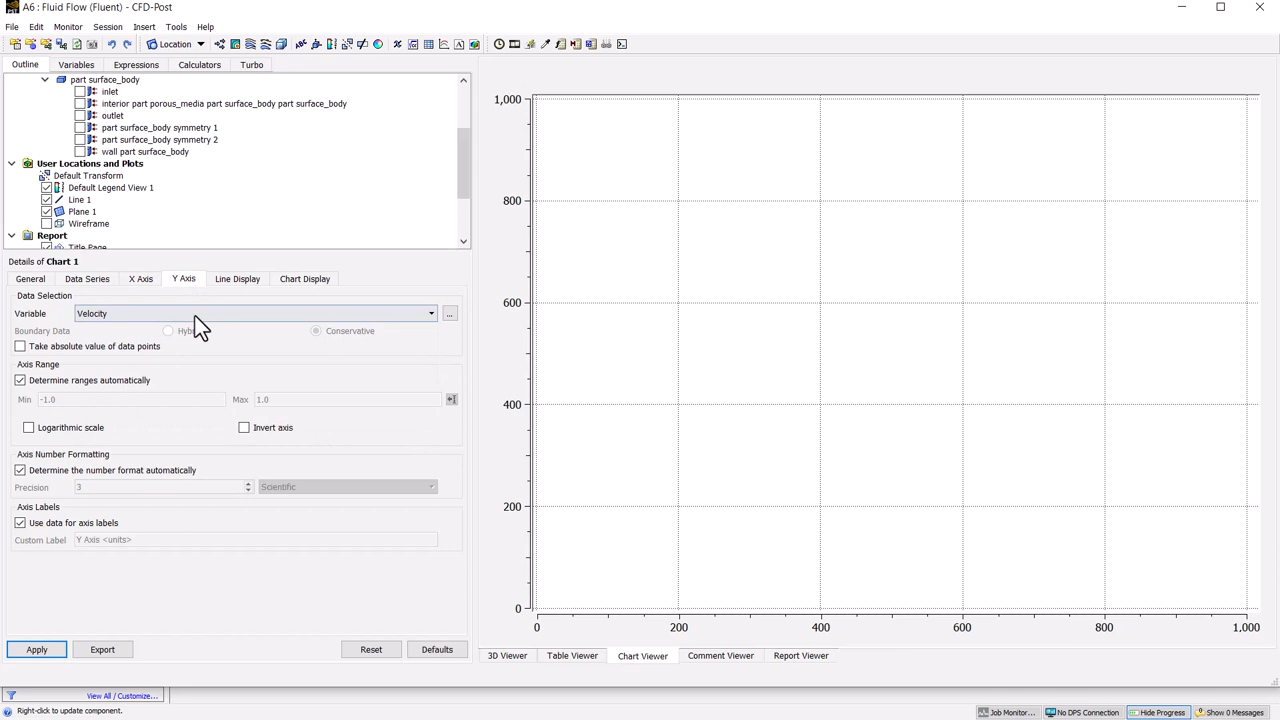 A6 : Fluid Flow (Fluent) - CFD-Post
File Edit Monitor Session Insert Tools Help
Location
Outline Variables Expressions Calculators Turbo
part surface_body
inlet
interior part porous_media part surface_body part surface_body
outlet
part surface_body symmetry 1
part surface_body symmetry 2
wall part surface_body
User Locations and Plots
Default Transform
Default Legend View 1
Line 1
Plane 1
Wireframe
Report
Title Page
Details of Chart 1
General Data Series X Axis Y Axis Line Display Chart Display
Data Selection
Variable Velocity ...
Boundary Data Conservative
Take absolute value of data points
Axis Range
Determine ranges automatically
Min -1.0 Max 1.0
Logarithmic scale Invert axis
Axis Number Formatting
Determine the number format automatically
Precision 3 Scientific
Axis Labels
Use data for axis labels
Custom Label Y Axis <units>
Apply Export Reset Defaults
1,000
800
600
400
200
0
0 200 400 600 800 1,000
3D Viewer Table Viewer Chart Viewer Comment Viewer Report Viewer
View All / Customize...
Right-click to update component.
Job Monitor... No DPS Connection Hide Progress Show 0 Messages